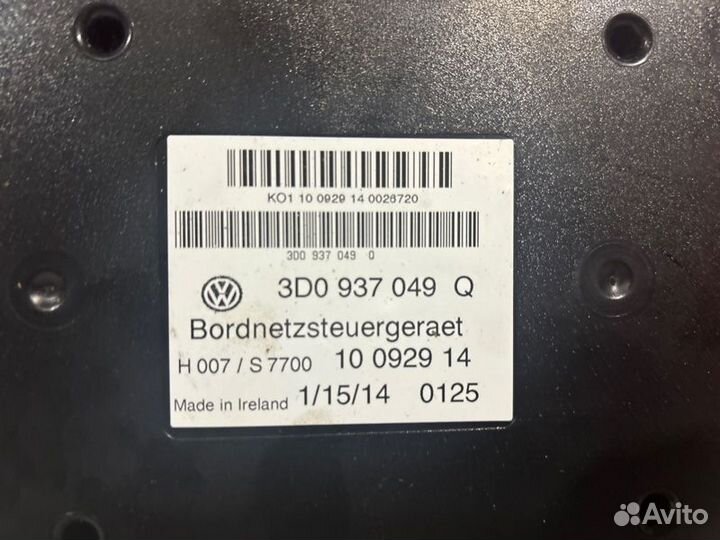 KO1 10 0929 14 0026720
3D0 937 049 Q
3D0 937 049 Q
Bordnetzsteuergeraet
H 007 / S 7700 10 0929 14
Made in Ireland 1/15/14 0125
Avito